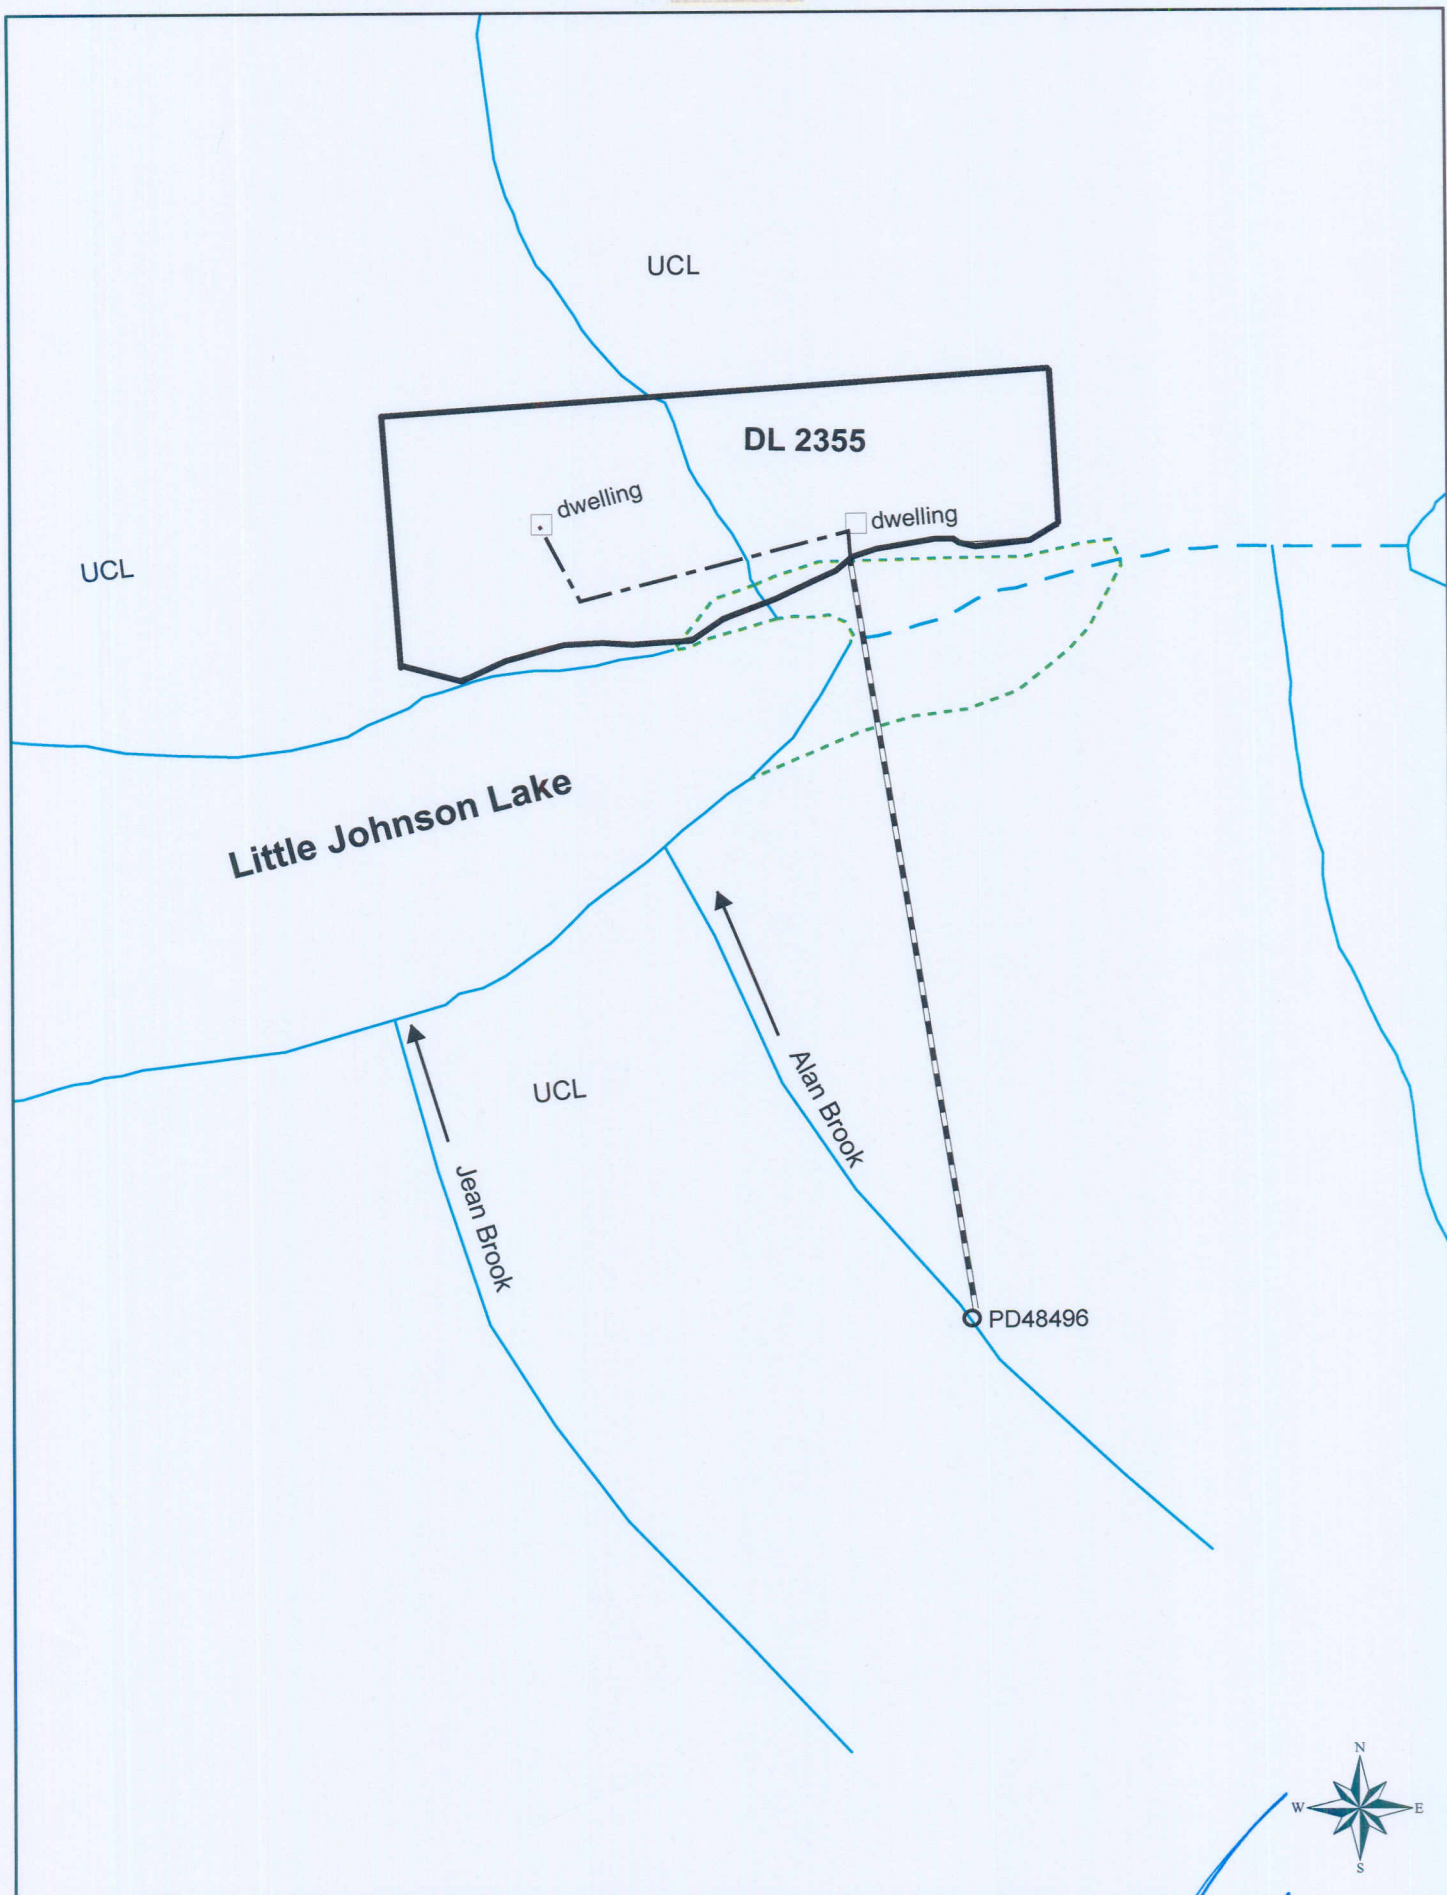 UCL
DL 2355
dwelling
dwelling
UCL
Little Johnson Lake
UCL
Alan Brook
Jean Brook
PD48496
N
W
E
S